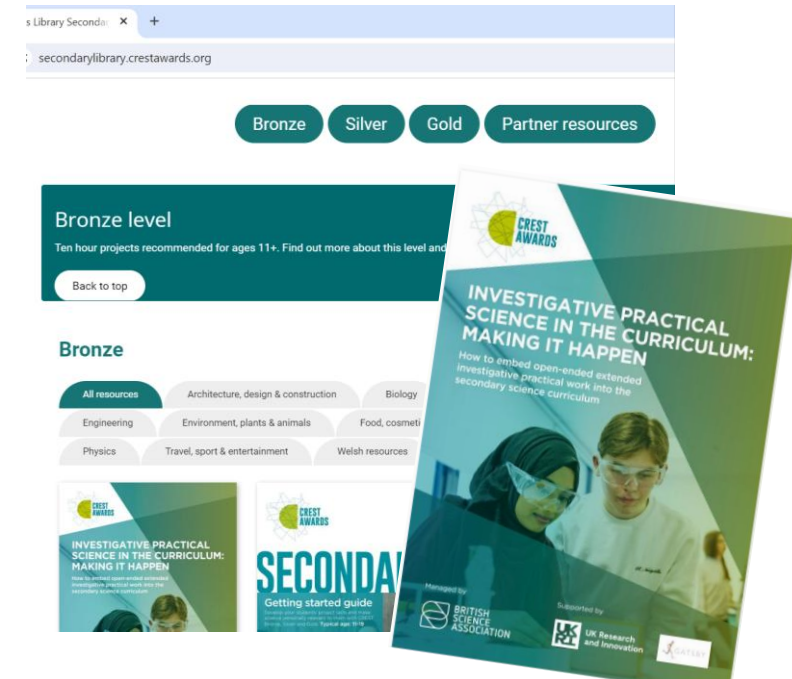 s Library Seconda
secondarylibrary.crestawards.org
Bronze Silver Gold Partner resources
Bronze level
Ten hour projects recommended for ages 11+. Find out more about this level and
Back to top
Bronze
All resources Architecture, design & construction Biology
Engineering Environment, plants & animals Food, cosmeti
Physics Travel, sport & entertainment Welsh resources
CREST
AWARDS
INVESTIGATIVE PRACTICAL
SCIENCE IN THE CURRICULUM:
MAKING IT HAPPEN
How to embed open-ended extended
investigative practical work into the
secondary science curriculum
CREST
AWARDS
SECONDA
Getting started guide
CREST
AWARDS
INVESTIGATIVE PRACTICAL
SCIENCE IN THE CURRICULUM:
MAKING IT HAPPEN
How to embed open-ended extended
investigative practical work into the
secondary science curriculum
Managed by
BRITISH
SCIENCE
ASSOCIATION
Supported by
UK
RI
UK Research
and Innovation
GATSBY